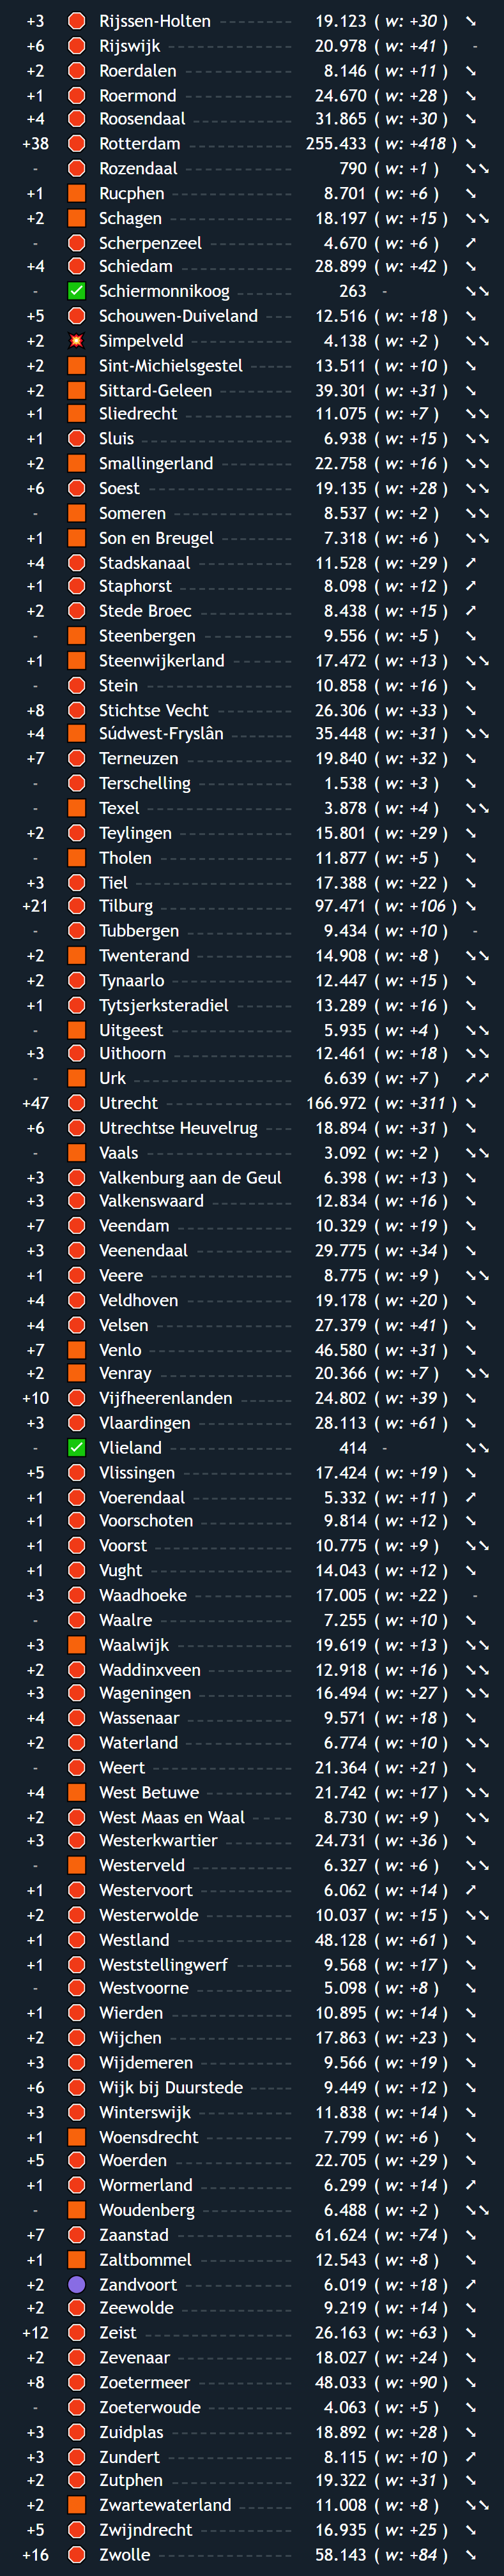 +3 Rijssen-Holten 19.123 ( w: +30 ) ↘
+6 Rijswijk 20.978 ( w: +41 ) -
+2 Roerdalen 8.146 ( w: +11 ) ↘
+1 Roermond 24.670 ( w: +28 ) ↘
+4 Roosendaal 31.865 ( w: +30 ) ↘
+38 Rotterdam 255.433 ( w: +418 ) ↘
- Rozendaal 790 ( w: +1 ) ↘↘
+1 Rucphen 8.701 ( w: +6 ) ↘
+2 Schagen 18.197 ( w: +15 ) ↘↘
- Scherpenzeel 4.670 ( w: +6 ) ↗
+4 Schiedam 28.899 ( w: +42 ) ↘
- Schiermonnikoog 263 - ↘↘
+5 Schouwen-Duiveland 12.516 ( w: +18 ) ↘
+2 Simpelveld 4.138 ( w: +2 ) ↘↘
+2 Sint-Michielsgestel 13.511 ( w: +10 ) ↘
+2 Sittard-Geleen 39.301 ( w: +31 ) ↘
+1 Sliedrecht 11.075 ( w: +7 ) ↘↘
+1 Sluis 6.938 ( w: +15 ) ↘↘
+2 Smallingerland 22.758 ( w: +16 ) ↘↘
+6 Soest 19.135 ( w: +28 ) ↘↘
- Someren 8.537 ( w: +2 ) ↘↘
+1 Son en Breugel 7.318 ( w: +6 ) ↘↘
+4 Stadskanaal 11.528 ( w: +29 ) ↗
+1 Staphorst 8.098 ( w: +12 ) ↗
+2 Stede Broec 8.438 ( w: +15 ) ↗
- Steenbergen 9.556 ( w: +5 ) ↘
+1 Steenwijkerland 17.472 ( w: +13 ) ↘↘
- Stein 10.858 ( w: +16 ) ↘
+8 Stichtse Vecht 26.306 ( w: +33 ) ↘
+4 Súdwest-Fryslân 35.448 ( w: +31 ) ↘↘
+7 Terneuzen 19.840 ( w: +32 ) ↘
- Terschelling 1.538 ( w: +3 ) ↘
- Texel 3.878 ( w: +4 ) ↘↘
+2 Teylingen 15.801 ( w: +29 ) ↘
- Tholen 11.877 ( w: +5 ) ↘
+3 Tiel 17.388 ( w: +22 ) ↘
+21 Tilburg 97.471 ( w: +106 ) ↘
- Tubbergen 9.434 ( w: +10 ) -
+2 Twenterand 14.908 ( w: +8 ) ↘↘
+2 Tynaarlo 12.447 ( w: +15 ) ↘
+1 Tytsjerksteradiel 13.289 ( w: +16 ) ↘
- Uitgeest 5.935 ( w: +4 ) ↘↘
+3 Uithoorn 12.461 ( w: +18 ) ↘↘
- Urk 6.639 ( w: +7 ) ↗↗
+47 Utrecht 166.972 ( w: +311 ) ↘
+6 Utrechtse Heuvelrug 18.894 ( w: +31 ) ↘
- Vaals 3.092 ( w: +2 ) ↘↘
+3 Valkenburg aan de Geul 6.398 ( w: +13 ) ↘
+3 Valkenswaard 12.834 ( w: +16 ) ↘
+7 Veendam 10.329 ( w: +19 ) ↘
+3 Veenendaal 29.775 ( w: +34 ) ↘
+1 Veere 8.775 ( w: +9 ) ↘↘
+4 Veldhoven 19.178 ( w: +20 ) ↘
+4 Velsen 27.379 ( w: +41 ) ↘
+7 Venlo 46.580 ( w: +31 ) ↘
+2 Venray 20.366 ( w: +7 ) ↘↘
+10 Vijfheerenlanden 24.802 ( w: +39 ) ↘
+3 Vlaardingen 28.113 ( w: +61 ) ↘
- Vlieland 414 - ↘↘
+5 Vlissingen 17.424 ( w: +19 ) ↘
+1 Voerendaal 5.332 ( w: +11 ) ↗
+1 Voorschoten 9.814 ( w: +12 ) ↘
+1 Voorst 10.775 ( w: +9 ) ↘↘
+1 Vught 14.043 ( w: +12 ) ↘
+3 Waadhoeke 17.005 ( w: +22 ) -
- Waalre 7.255 ( w: +10 ) ↘
+3 Waalwijk 19.619 ( w: +13 ) ↘↘
+2 Waddinxveen 12.918 ( w: +16 ) ↘↘
+3 Wageningen 16.494 ( w: +27 ) ↘↘
+4 Wassenaar 9.571 ( w: +18 ) ↘
+2 Waterland 6.774 ( w: +10 ) ↘↘
- Weert 21.364 ( w: +21 ) ↘
+4 West Betuwe 21.742 ( w: +17 ) ↘↘
+2 West Maas en Waal 8.730 ( w: +9 ) ↘↘
+3 Westerkwartier 24.731 ( w: +36 ) ↘
- Westerveld 6.327 ( w: +6 ) ↘↘
+1 Westervoort 6.062 ( w: +14 ) ↗
+2 Westerwolde 10.037 ( w: +15 ) ↘↘
+1 Westland 48.128 ( w: +61 ) ↘
+1 Weststellingwerf 9.568 ( w: +17 ) ↘
- Westvoorne 5.098 ( w: +8 ) ↘
+1 Wierden 10.895 ( w: +14 ) ↘
+2 Wijchen 17.863 ( w: +23 ) ↘
+3 Wijdemeren 9.566 ( w: +19 ) ↘
+6 Wijk bij Duurstede 9.449 ( w: +12 ) ↘
+3 Winterswijk 11.838 ( w: +14 ) ↘
+1 Woensdrecht 7.799 ( w: +6 ) ↘
+5 Woerden 22.705 ( w: +29 ) ↘
+1 Wormerland 6.299 ( w: +14 ) ↗
- Woudenberg 6.488 ( w: +2 ) ↘↘
+7 Zaanstad 61.624 ( w: +74 ) ↘
+1 Zaltbommel 12.543 ( w: +8 ) ↘
+2 Zandvoort 6.019 ( w: +18 ) ↗
+2 Zeewolde 9.219 ( w: +14 ) ↘
+12 Zeist 26.163 ( w: +63 ) ↘
+2 Zevenaar 18.027 ( w: +24 ) ↘
+8 Zoetermeer 48.033 ( w: +90 ) ↘
- Zoeterwoude 4.063 ( w: +5 ) ↘
+3 Zuidplas 18.892 ( w: +28 ) ↘
+3 Zundert 8.115 ( w: +10 ) ↗
+2 Zutphen 19.322 ( w: +31 ) ↘
+2 Zwartewaterland 11.008 ( w: +8 ) ↘↘
+5 Zwijndrecht 16.935 ( w: +25 ) ↘
+16 Zwolle 58.143 ( w: +84 ) ↘